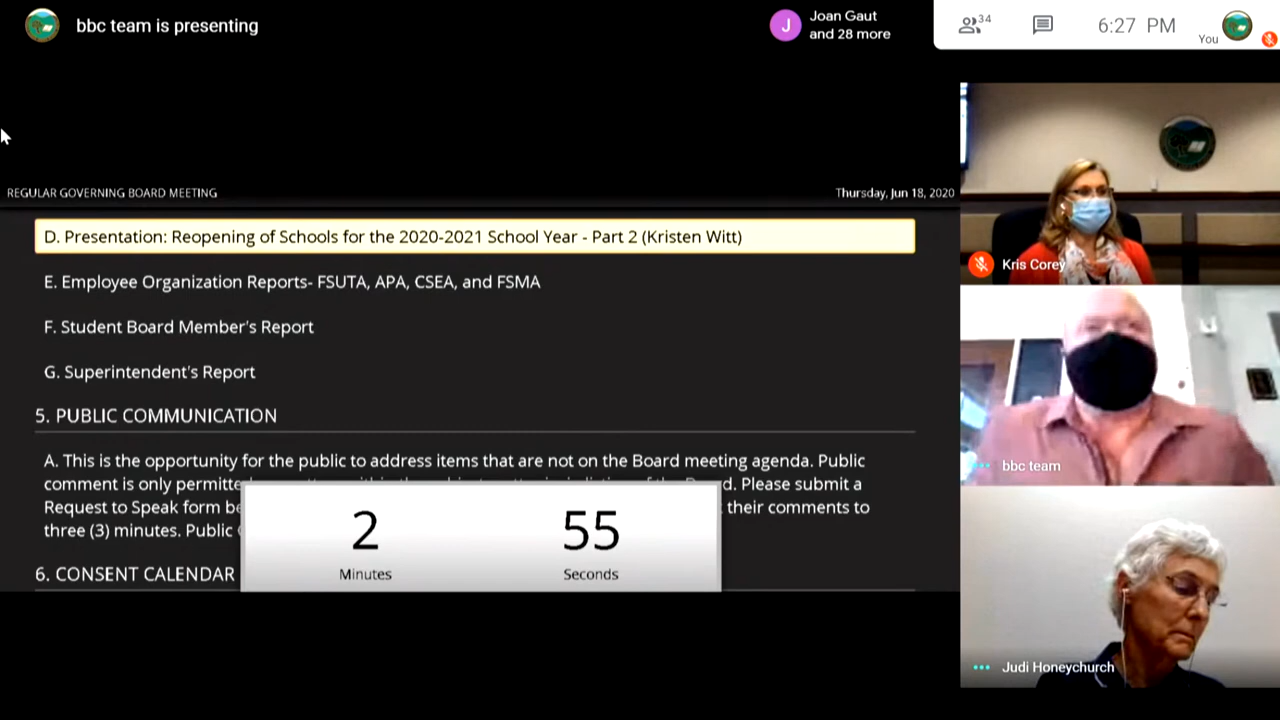 bbc team is presenting
Joan Gaut
and 28 more
34
6:27 PM
You
REGULAR GOVERNING BOARD MEETING
Thursday, Jun 18, 2020
D. Presentation: Reopening of Schools for the 2020-2021 School Year - Part 2 (Kristen Witt)
E. Employee Organization Reports- FSUTA, APA, CSEA, and FSMA
F. Student Board Member's Report
G. Superintendent's Report
5. PUBLIC COMMUNICATION
A. This is the opportunity for the public to address items that are not on the Board meeting agenda. Public
comment is only d. Please submit a
Request to Speak form their comments to
three (3) minutes. Public
6. CONSENT CALENDAR
2 55
Minutes Seconds
J
Kris Corey
bbc team
Judi Honeychurch